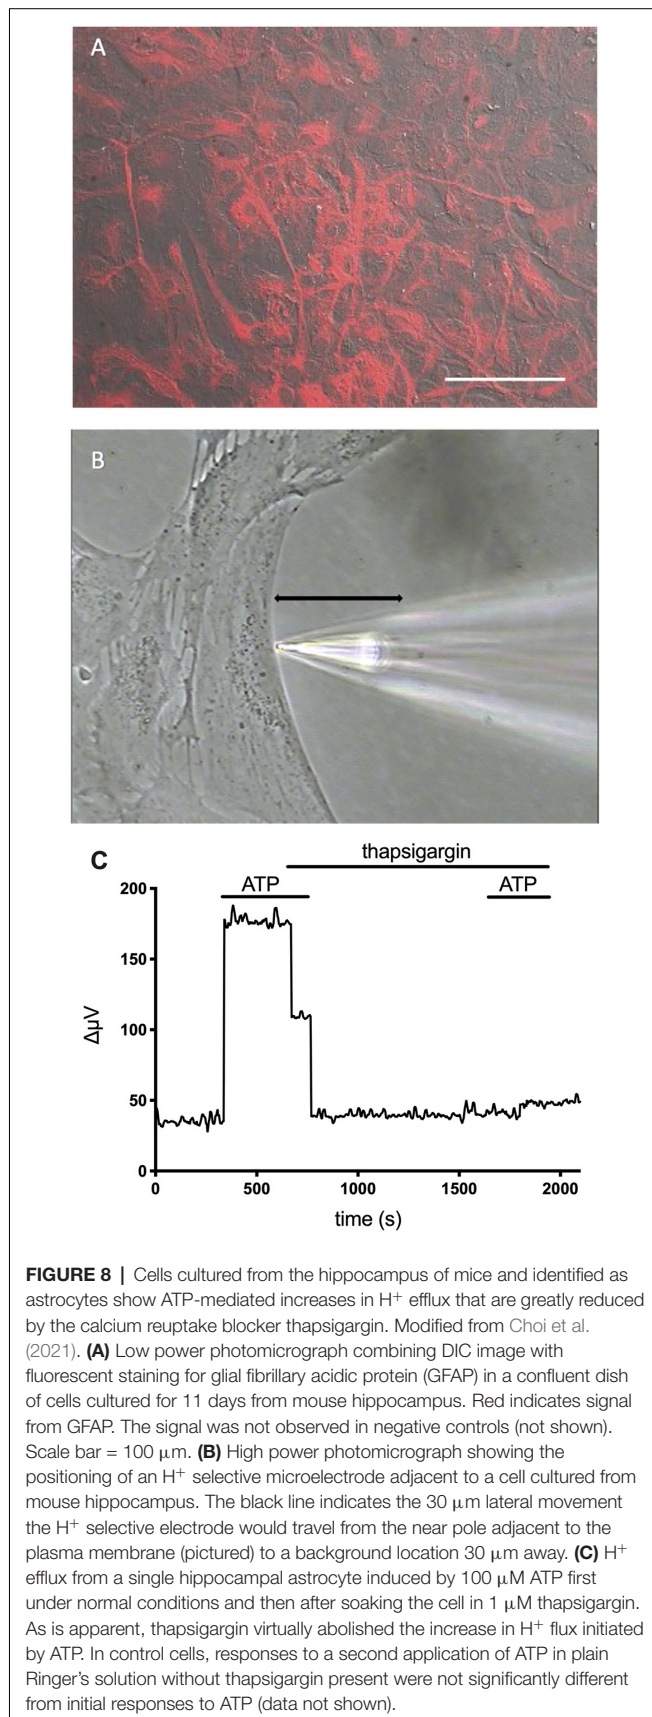 A
B
C
thapsigargin
ATP
ATP
200
150
100
50
0
ΔμV
0
500
1000
1500
2000
time (s)
FIGURE 8 | Cells cultured from the hippocampus of mice and identified as
astrocytes show ATP-mediated increases in H⁺ efflux that are greatly reduced
by the calcium reuptake blocker thapsigargin. Modified from Choi et al.
(2021). (A) Low power photomicrograph combining DIC image with
fluorescent staining for glial fibrillary acidic protein (GFAP) in a confluent dish
of cells cultured for 11 days from mouse hippocampus. Red indicates signal
from GFAP. The signal was not observed in negative controls (not shown).
Scale bar = 100 μm. (B) High power photomicrograph showing the
positioning of an H⁺ selective microelectrode adjacent to a cell cultured from
mouse hippocampus. The black line indicates the 30 μm lateral movement
the H⁺ selective electrode would travel from the near pole adjacent to the
plasma membrane (pictured) to a background location 30 μm away. (C) H⁺
efflux from a single hippocampal astrocyte induced by 100 μM ATP first
under normal conditions and then after soaking the cell in 1 μM thapsigargin.
As is apparent, thapsigargin virtually abolished the increase in H⁺ flux initiated
by ATP. In control cells, responses to a second application of ATP in plain
Ringer's solution without thapsigargin present were not significantly different
from initial responses to ATP (data not shown).